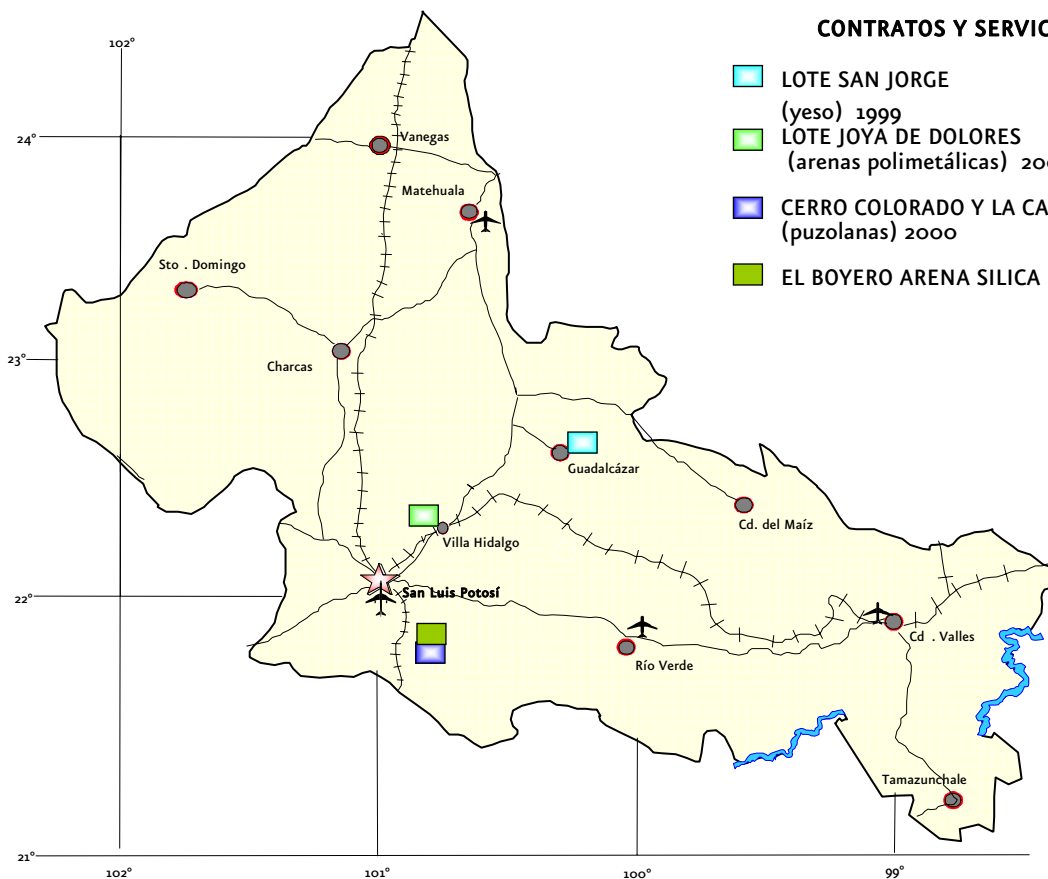 CONTRATOS Y
LOTE SAN JORGE
(yeso) 1999
LOTE JOYA DE DOLORES
(arenas polimetálicas)
CERRO COLORADO Y LA
(puzolanas) 2000
EL BOYERO ARENA SILICA
102°
24°
Vanegas
Matehuala
Sto . Domingo
23°
Charcas
Guadalcázar
Cd. del Maíz
Villa Hidalgo
22°
San Luis Potosí
Cd . Valles
Río Verde
Tamazunchale
21°
102°
101°
100°
99°